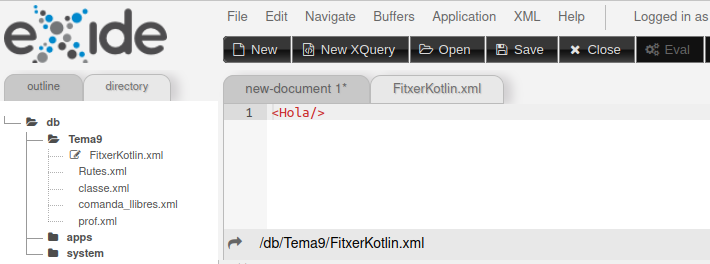 eXide
File Edit Navigate Buffers Application XML Help Logged in as
New New XQuery Open Save Close Eval
outline directory
new-document 1* FitxerKotlin.xml
1 <Hola/>
db
Tema9
FitxerKotlin.xml
Rutes.xml
classe.xml
comanda_llibres.xml
prof.xml
apps
system
/db/Tema9/FitxerKotlin.xml